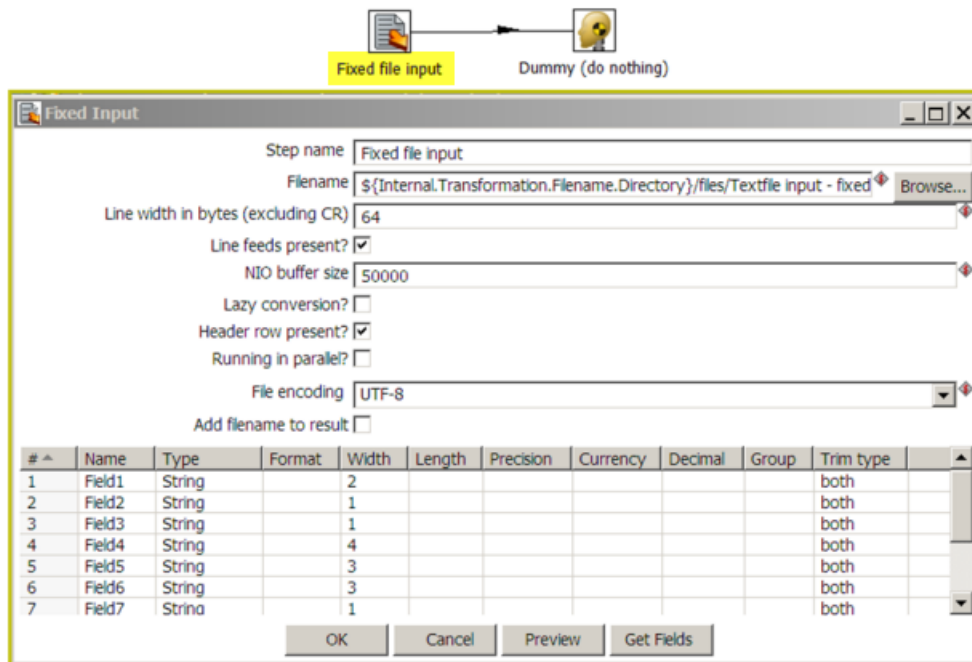 Fixed file input
Dummy (do nothing)
Fixed Input
Step name Fixed file input
Filename ${Internal.Transformation.Filename.Directory}/files/Textfile input - fixed Browse...
Line width in bytes (excluding CR) 64
Line feeds present?
NIO buffer size 50000
Lazy conversion?
Header row present?
Running in parallel?
File encoding UTF-8
Add filename to result
# Name Type Format Width Length Precision Currency Decimal Group Trim type
1 Field1 String 2 both
2 Field2 String 1 both
3 Field3 String 1 both
4 Field4 String 4 both
5 Field5 String 3 both
6 Field6 String 3 both
7 Field7 String 1 both
OK Cancel Preview Get Fields